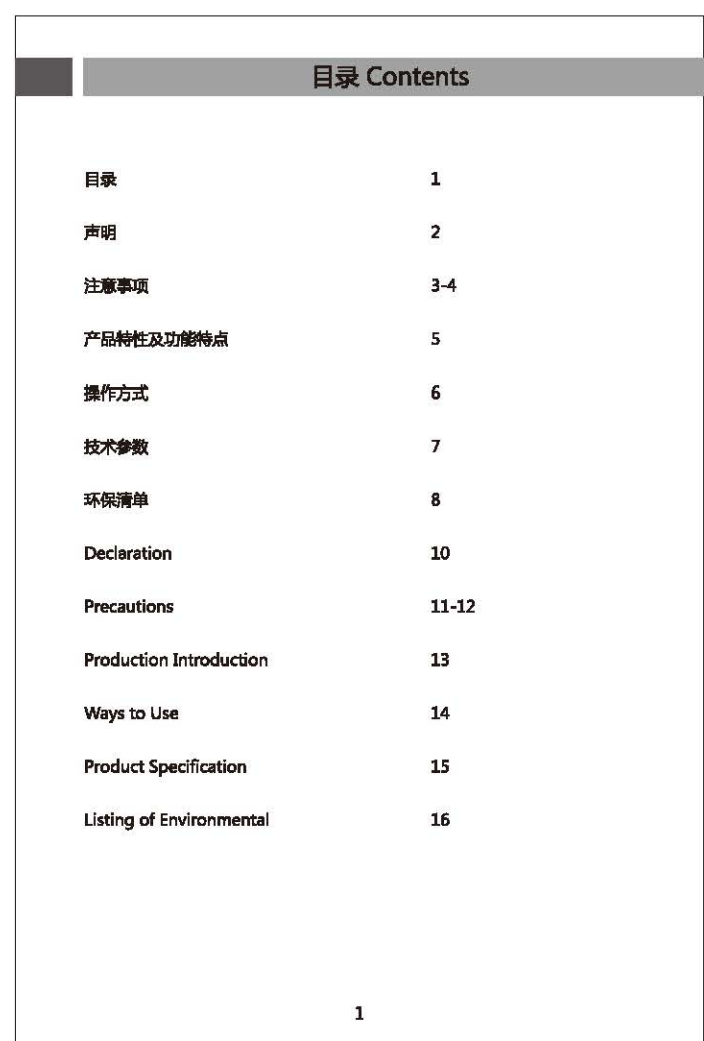 目录 Contents
目录 1
声明 2
注意事项 3-4
产品特性及功能特点 5
操作方式 6
技术参数 7
环保清单 8
Declaration 10
Precautions 11-12
Production Introduction 13
Ways to Use 14
Product Specification 15
Listing of Environmental 16
1